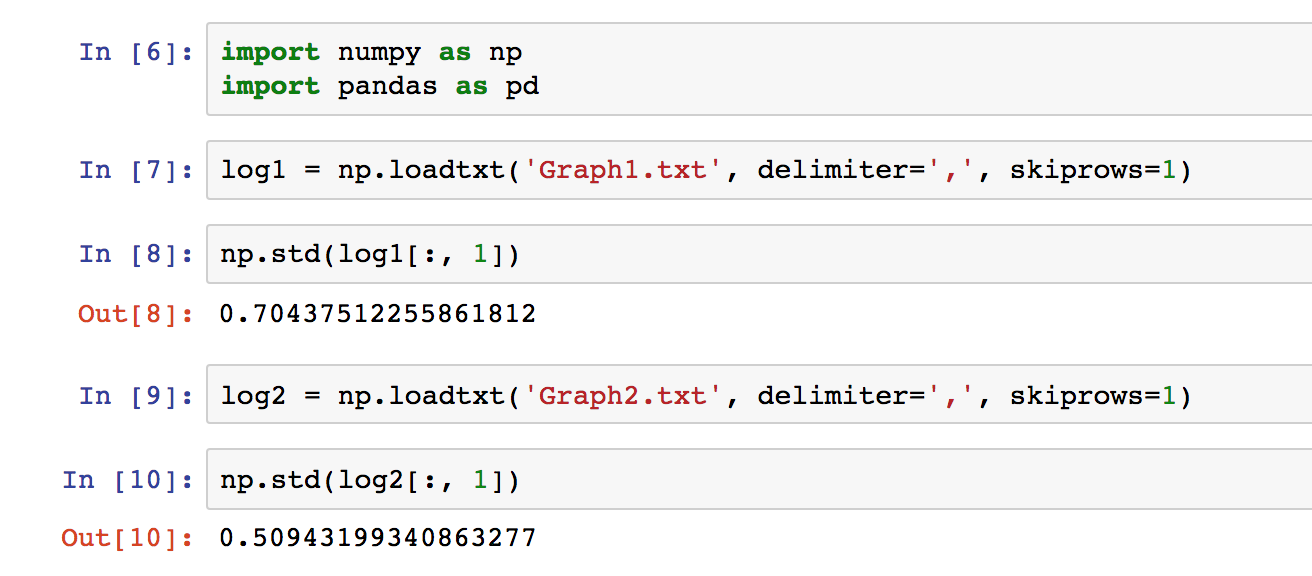 In [6]: import numpy as np
import pandas as pd
In [7]: log1 = np.loadtxt('Graph1.txt', delimiter=',', skiprows=1)
In [8]: np.std(log1[:, 1])
Out[8]: 0.70437512255861812
In [9]: log2 = np.loadtxt('Graph2.txt', delimiter=',', skiprows=1)
In [10]: np.std(log2[:, 1])
Out[10]: 0.50943199340863277